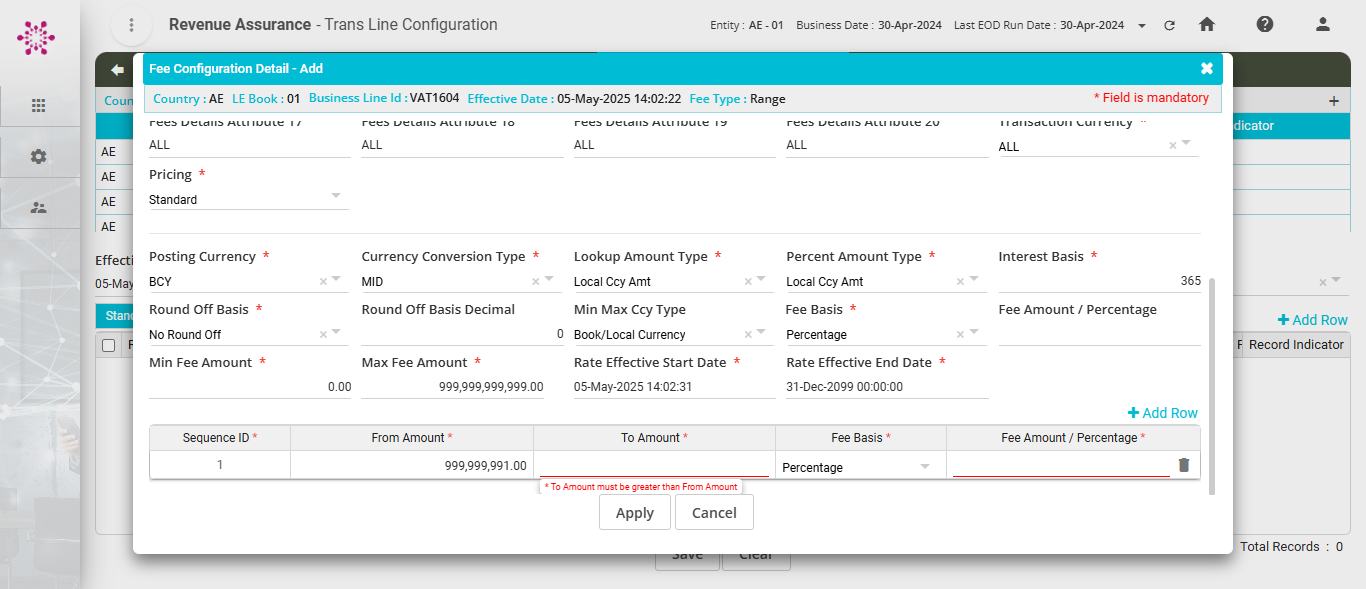 Revenue Assurance - Trans Line Configuration
Entity : AE - 01 Business Date : 30-Apr-2024 Last EOD Run Date : 30-Apr-2024
Fee Configuration Detail - Add
Country : AE LE Book : 01 Business Line Id : VAT1604 Effective Date : 05-May-2025 14:02:22 Fee Type : Range
* Field is mandatory
Fees Details Attribute 17 Fees Details Attribute 18 Fees Details Attribute 19 Fees Details Attribute 20 Transaction Currency *
ALL ALL ALL ALL ALL
Pricing *
Standard
Posting Currency * Currency Conversion Type * Lookup Amount Type * Percent Amount Type * Interest Basis *
BCY MID Local Ccy Amt Local Ccy Amt 365
Round Off Basis * Round Off Basis Decimal Min Max Ccy Type Fee Basis * Fee Amount / Percentage
No Round Off 0 Book/Local Currency Percentage
Min Fee Amount * Max Fee Amount * Rate Effective Start Date * Rate Effective End Date *
0.00 999,999,999,999.00 05-May-2025 14:02:31 31-Dec-2099 00:00:00
Add Row
Sequence ID * From Amount * To Amount * Fee Basis * Fee Amount / Percentage *
1 999,999,991.00 Percentage
* To Amount must be greater than From Amount
Apply Cancel
Coun
dicator
AE
AE
AE
AE
Effecti
05-May
Stan
Add Row
F F Record Indicator
Save Clear
Total Records : 0